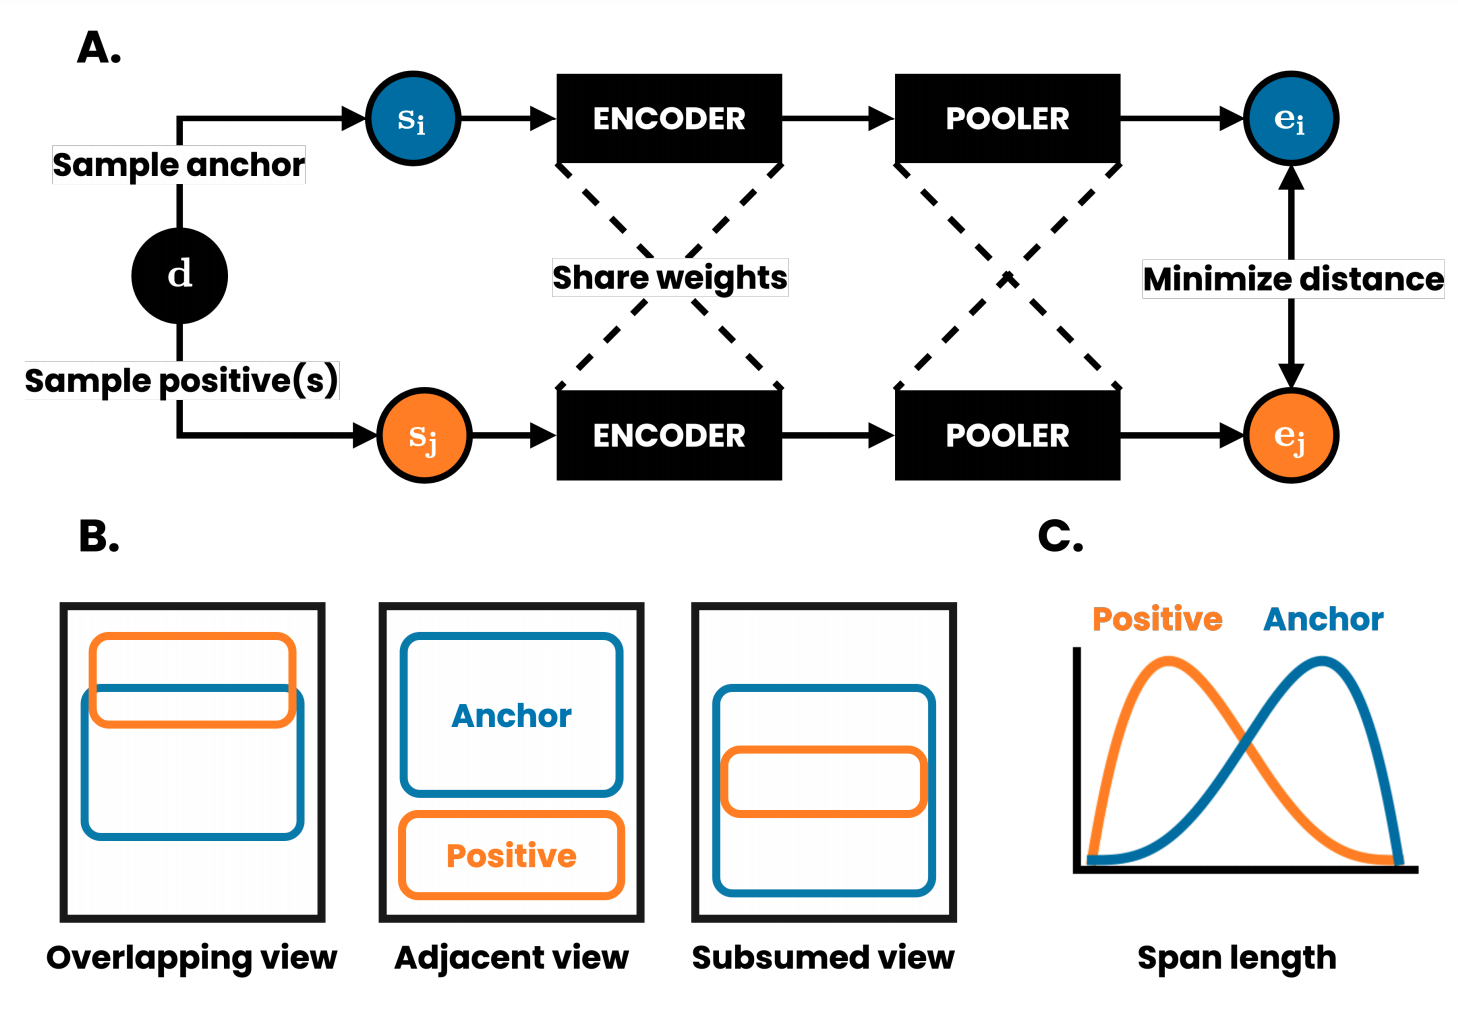 A.
s_i
ENCODER
POOLER
e_i
Sample anchor
d
Share weights
Minimize distance
Sample positive(s)
s_j
ENCODER
POOLER
e_j
B.
C.
Positive
Anchor
Anchor
Positive
Overlapping view
Adjacent view
Subsumed view
Span length